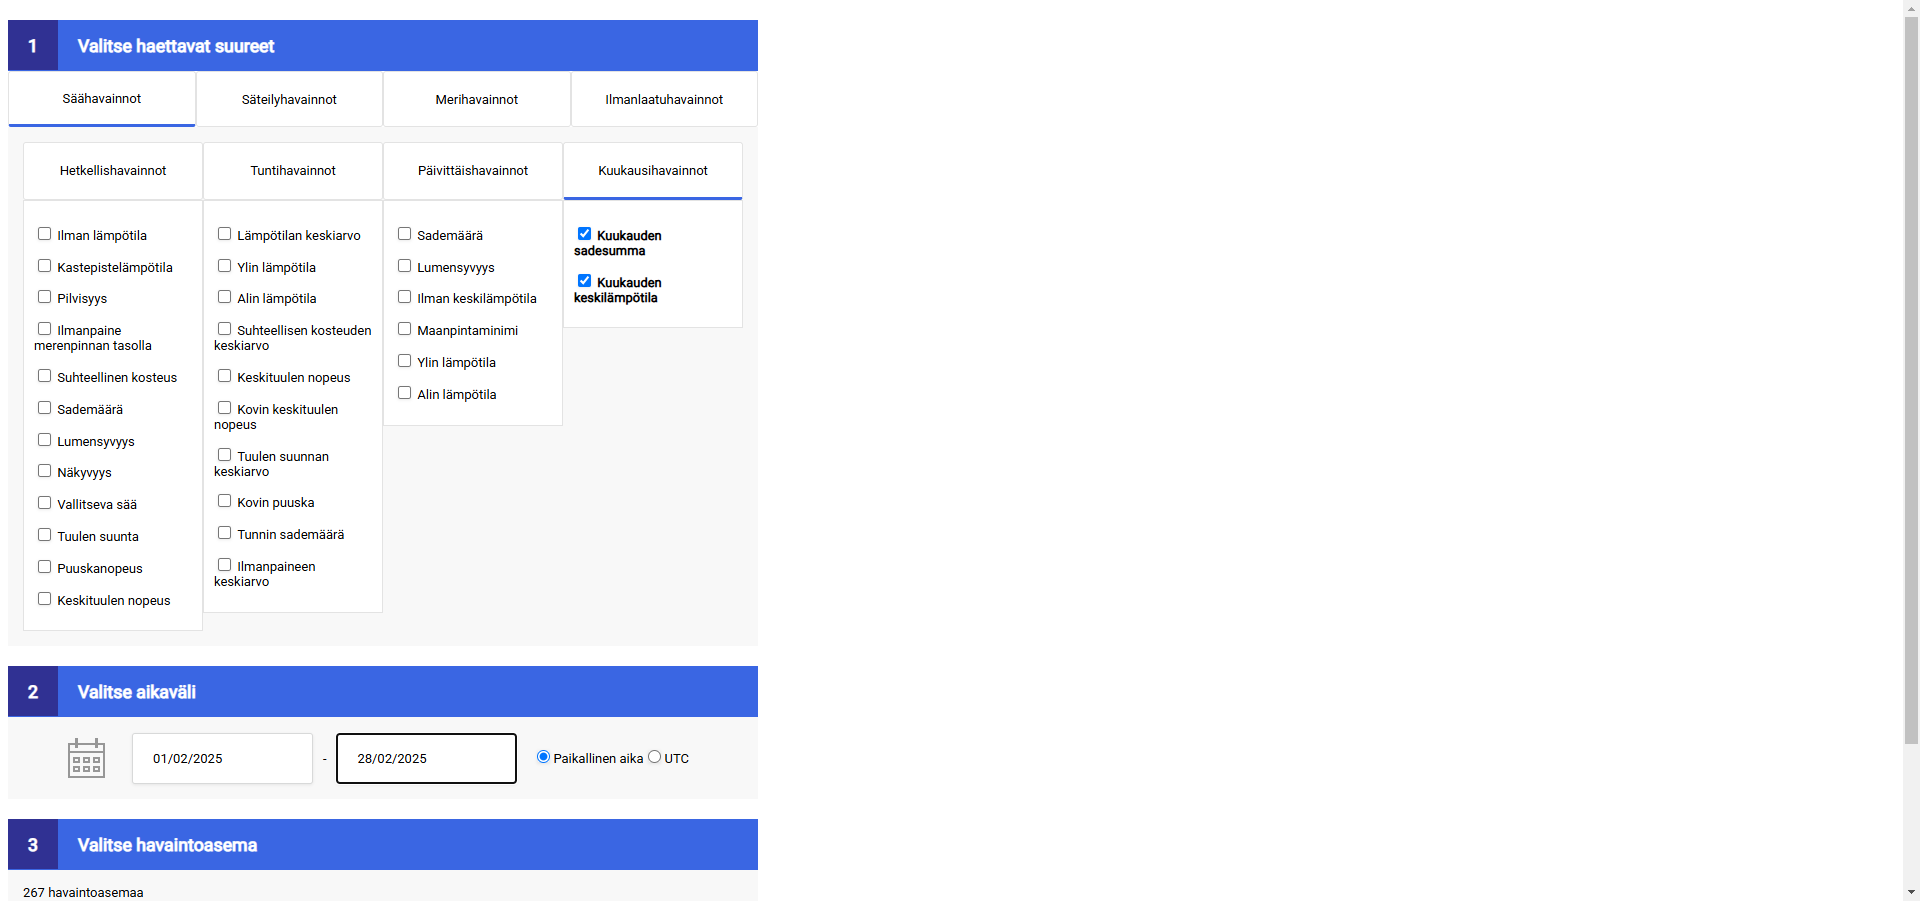 1 Valitse haettavat suureet
Säähavainnot Säteilyhavainnot Merihavainnot Ilmanlaatuhavainnot
Hetkellishavainnot Tuntihavainnot Päivittäishavainnot Kuukausihavainnot
Ilman lämpötila
Kastepistelämpötila
Pilvisyys
Ilmanpaine
merenpinnan tasolla
Suhteellinen kosteus
Sademäärä
Lumensyvyys
Näkyvyys
Vallitseva sää
Tuulen suunta
Puuskanopeus
Keskituulen nopeus
Lämpötilan keskiarvo
Ylin lämpötila
Alin lämpötila
Suhteellisen kosteuden
keskiarvo
Keskituulen nopeus
Kovin keskituulen
nopeus
Tuulen suunnan
keskiarvo
Kovin puuska
Tunnin sademäärä
Ilmanpaineen
keskiarvo
Sademäärä
Lumensyvyys
Ilman keskilämpötila
Maanpintaminimi
Ylin lämpötila
Alin lämpötila
Kuukauden
sadesumma
Kuukauden
keskilämpötila
2 Valitse aikaväli
01/02/2025 - 28/02/2025 Paikallinen aika UTC
3 Valitse havaintoasema
267 havaintoasemaa